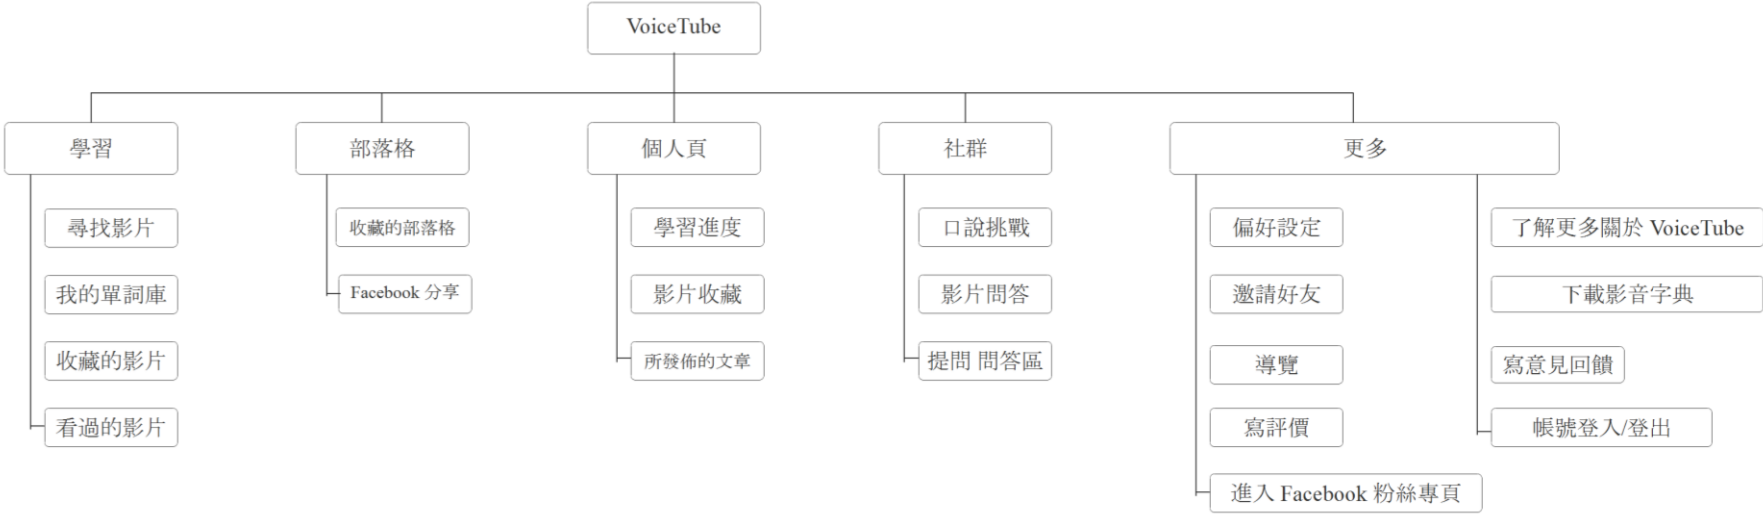 VoiceTube
學習
部落格
個人頁
社群
更多
尋找影片
我的單詞庫
收藏的影片
看過的影片
收藏的部落格
Facebook 分享
學習進度
影片收藏
所發佈的文章
口說挑戰
影片問答
提問 問答區
偏好設定
邀請好友
導覽
寫評價
進入 Facebook 粉絲專頁
了解更多關於 VoiceTube
下載影音字典
寫意見回饋
帳號登入/登出